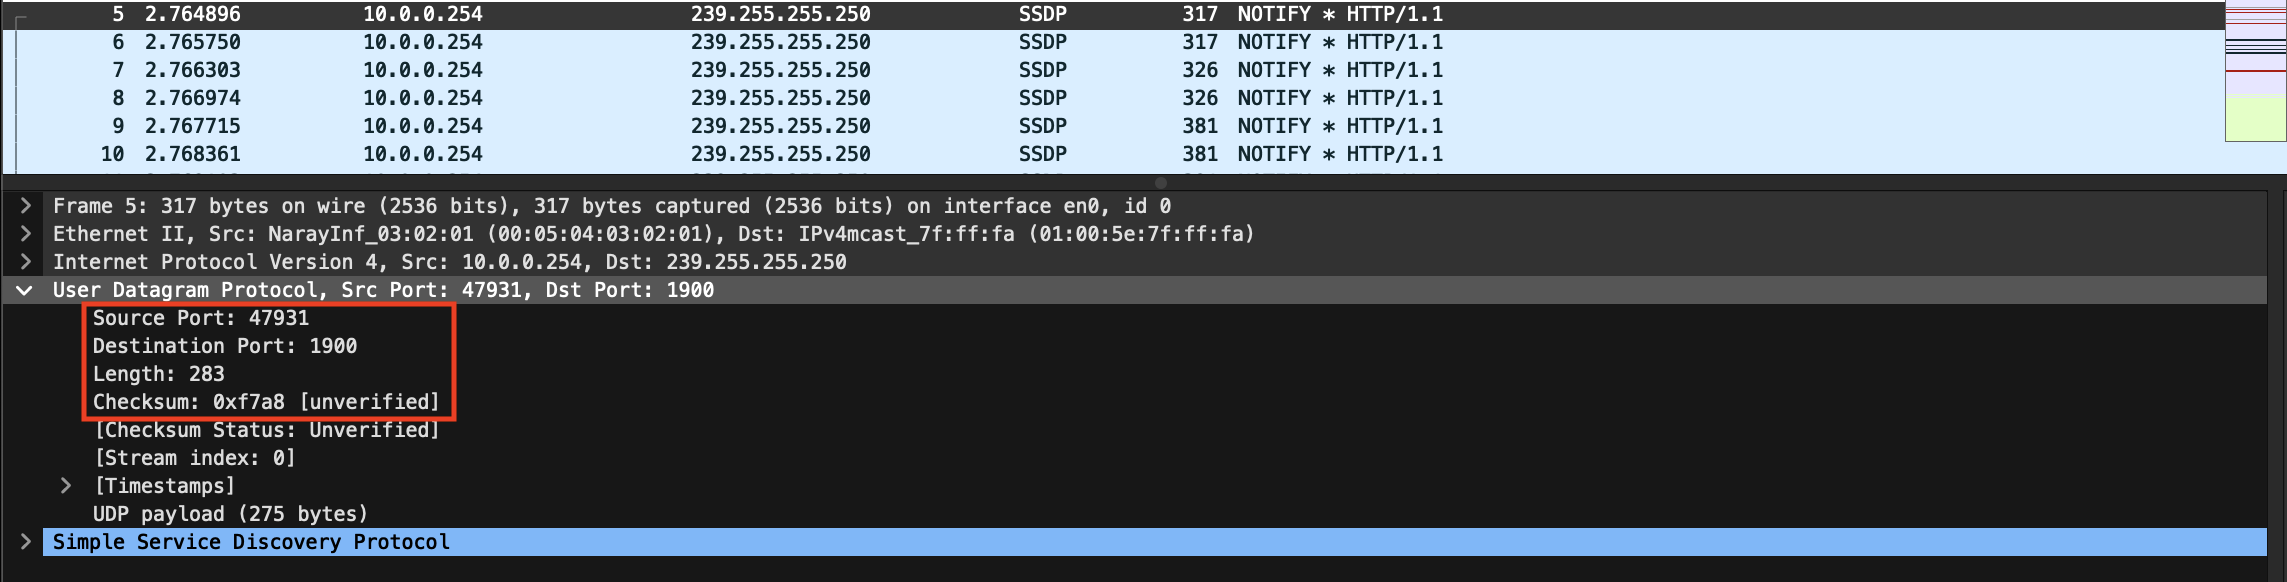 5 2.764896 10.0.0.254 239.255.255.250 SSDP 317 NOTIFY * HTTP/1.1
6 2.765750 10.0.0.254 239.255.255.250 SSDP 317 NOTIFY * HTTP/1.1
7 2.766303 10.0.0.254 239.255.255.250 SSDP 326 NOTIFY * HTTP/1.1
8 2.766974 10.0.0.254 239.255.255.250 SSDP 326 NOTIFY * HTTP/1.1
9 2.767715 10.0.0.254 239.255.255.250 SSDP 381 NOTIFY * HTTP/1.1
10 2.768361 10.0.0.254 239.255.255.250 SSDP 381 NOTIFY * HTTP/1.1
Frame 5: 317 bytes on wire (2536 bits), 317 bytes captured (2536 bits) on interface en0, id 0
Ethernet II, Src: NarayInf_03:02:01 (00:05:04:03:02:01), Dst: IPv4mcast_7f:ff:fa (01:00:5e:7f:ff:fa)
Internet Protocol Version 4, Src: 10.0.0.254, Dst: 239.255.255.250
User Datagram Protocol, Src Port: 47931, Dst Port: 1900
Source Port: 47931
Destination Port: 1900
Length: 283
Checksum: 0xf7a8 [unverified]
[Checksum Status: Unverified]
[Stream index: 0]
[Timestamps]
UDP payload (275 bytes)
Simple Service Discovery Protocol